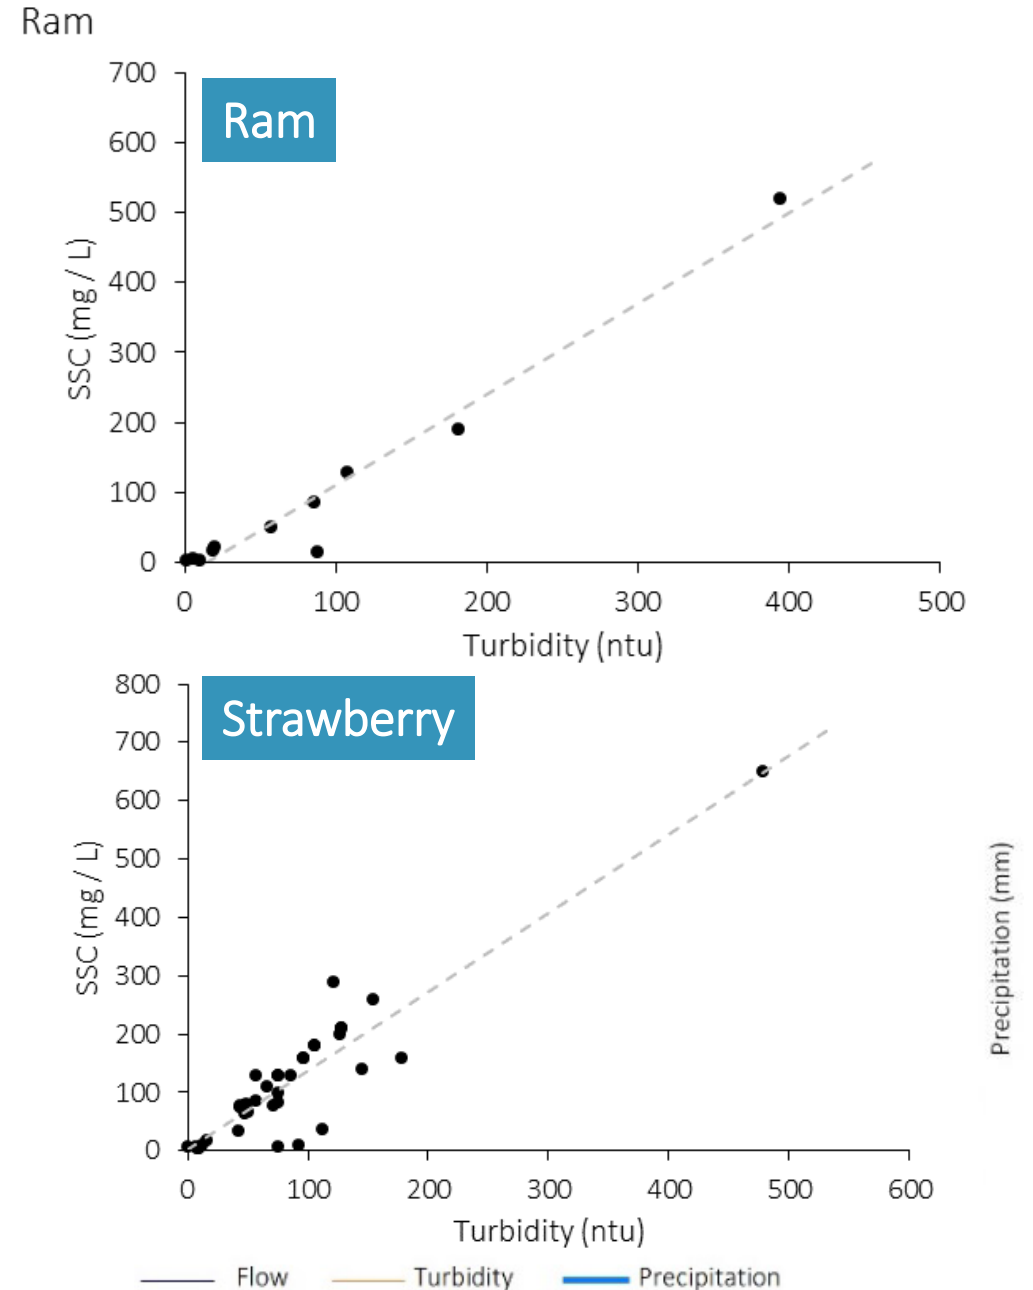 Ram
Ram
700
600
500
400
300
200
100
0
SSC (mg / L)
0 100 200 300 400 500
Turbidity (ntu)
Strawberry
800
700
600
500
400
300
200
100
0
SSC (mg / L)
0 100 200 300 400 500 600
Turbidity (ntu)
Precipitation (mm)
Flow Turbidity Precipitation